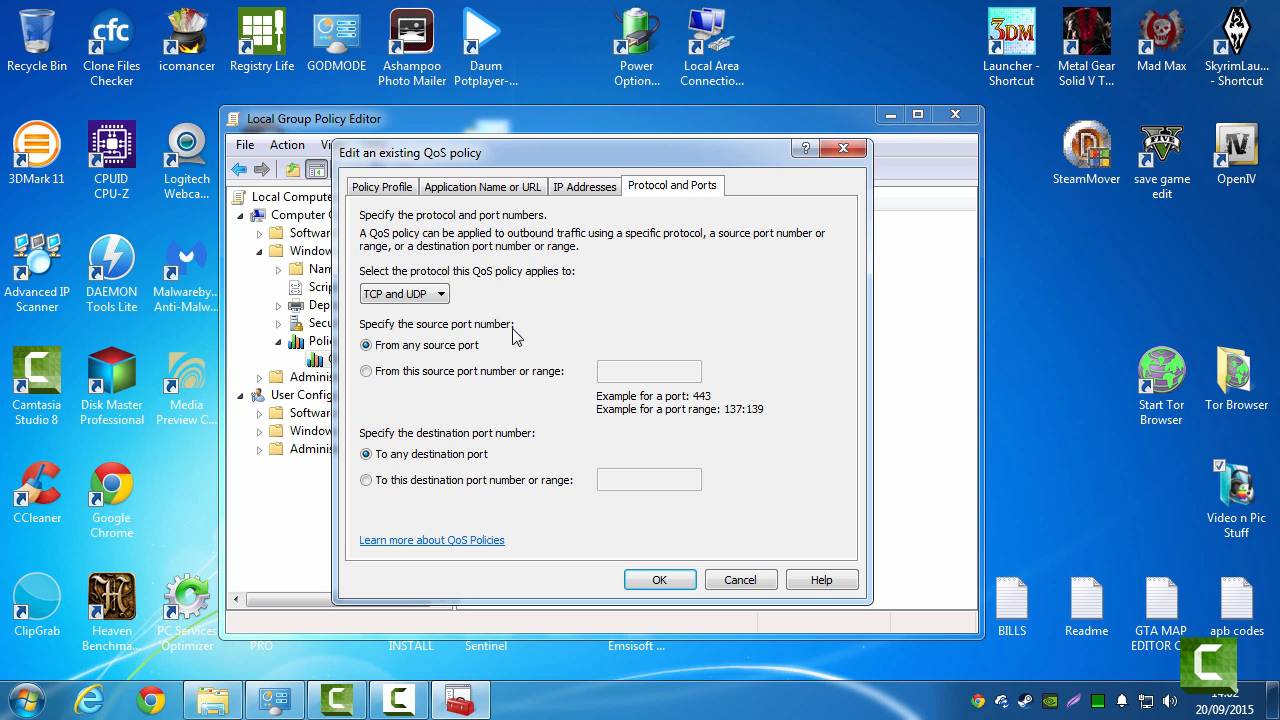 Recycle Bin
Clone Files
Checker
icomancer
Registry Life
GODMODE
Ashampoo
Photo Mailer
Daum
Potplayer-...
Power
Option...
Local Area
Connectio...
3DM
Launcher -
Shortcut
Metal Gear
Solid V T...
Mad Max
SkyrimLau...
- Shortcut
cfc
3DMark 11
CPUID
CPU-Z
Logitech
Webca...
SteamMover
save game
edit
OpenIV
Advanced IP
Scanner
DAEMON
Tools Lite
Malwareby...
Anti-Malw...
Camtasia
Studio 8
Disk Master
Professional
Media
Preview C...
Start Tor
Browser
Tor Browser
CCleaner
Google
Chrome
Video n Pic
Stuff
ClipGrab
Heaven
Benchma...
PC Services
Optimizer
PRO
INSTALL
Sentinel
Emsisoft ...
BILLS
Readme
GTA MAP
EDITOR C
apb codes
Local Group Policy Editor
File
Action
Local Compute
Computer C
Softwar
Window
Nam
Scrip
Dep
Secu
Polic
Adminis
User Config
Softwar
Window
Adminis
Edit an existing QoS policy
Policy Profile
Application Name or URL
IP Addresses
Protocol and Ports
Specify the protocol and port numbers.
A QoS policy can be applied to outbound traffic using a specific protocol, a source port number or
range, or a destination port number or range.
Select the protocol this QoS policy applies to:
TCP and UDP
Specify the source port number:
From any source port
From this source port number or range:
Example for a port: 443
Example for a port range: 137:139
Specify the destination port number:
To any destination port
To this destination port number or range:
Learn more about QoS Policies
OK
Cancel
Help
14:02
20/09/2015